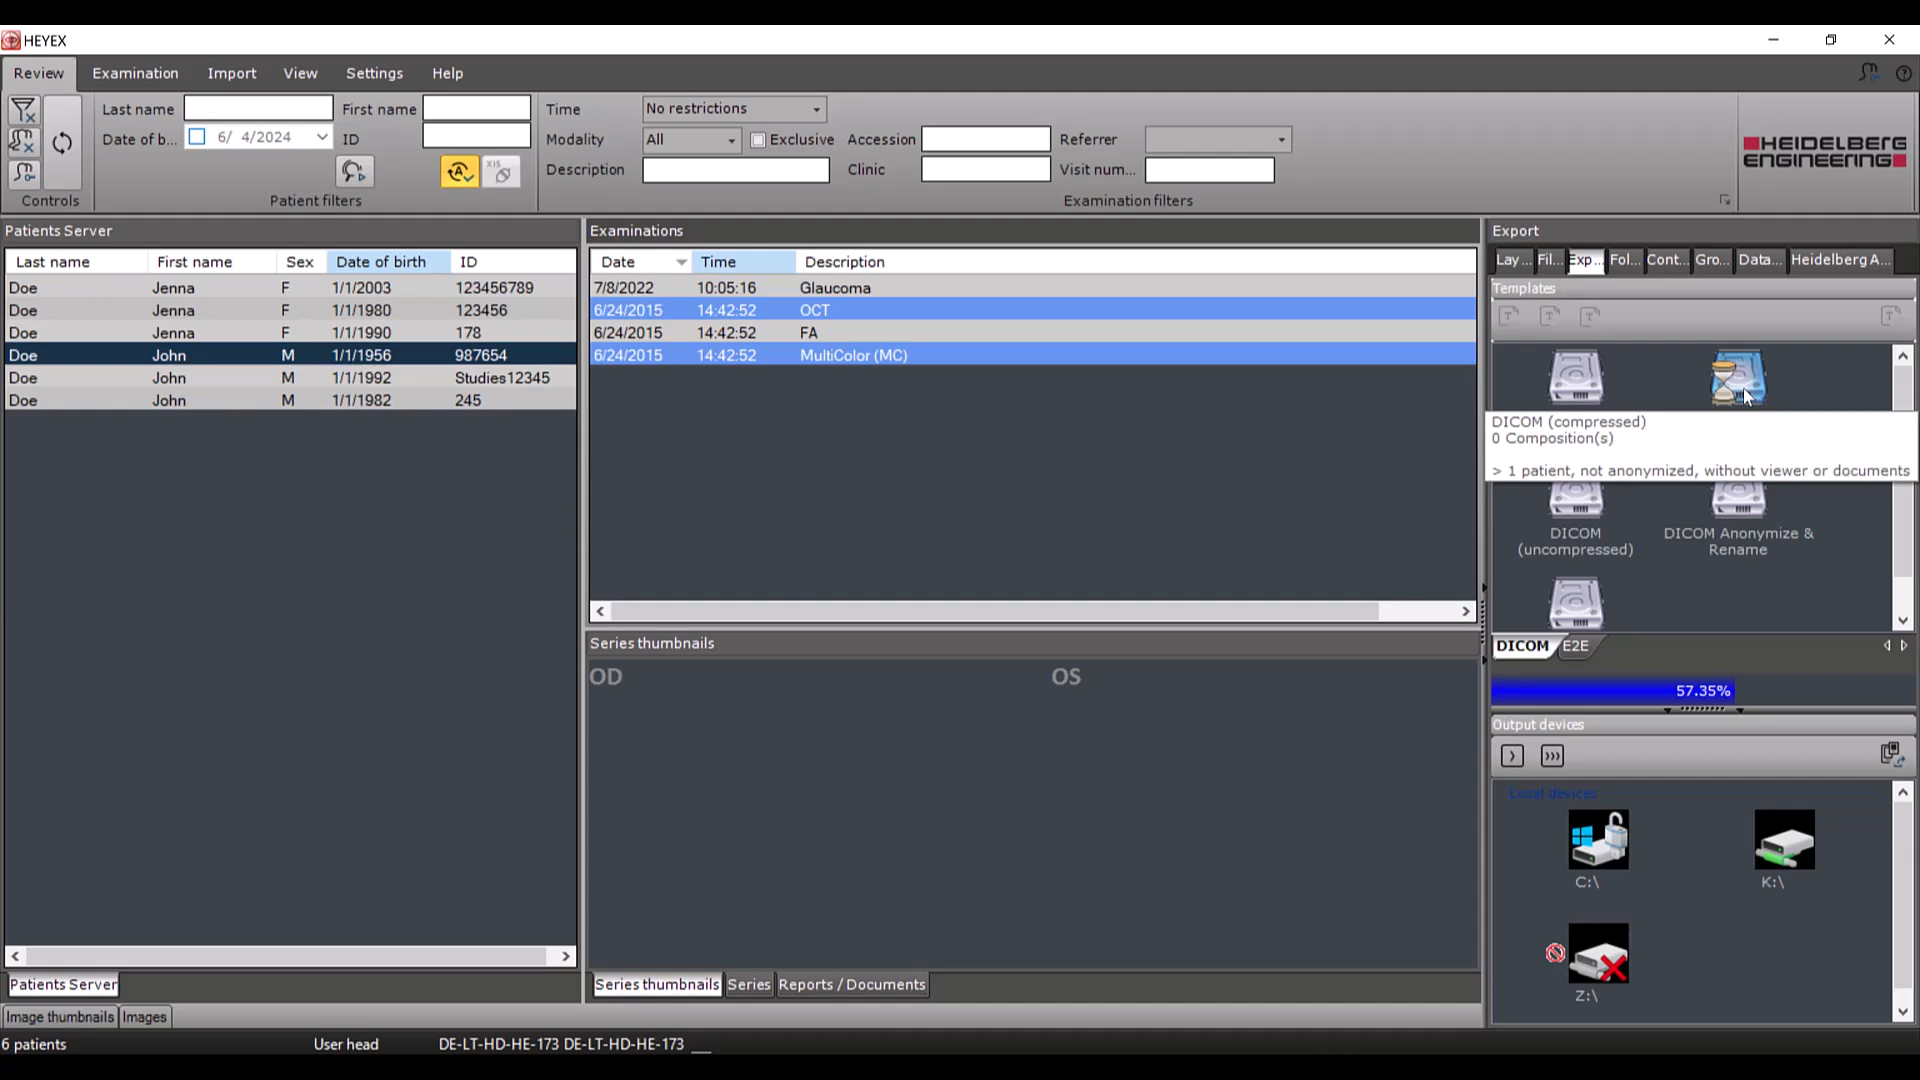 HEYEX
Review Examination Import View Settings Help
Last name First name Time No restrictions
Date of b... 6/ 4/2024 ID Modality All Exclusive Accession Referrer
XIS
Description Clinic Visit num...
Controls Patient filters Examination filters
HEIDELBERG
ENGINEERING
Patients Server
Last name First name Sex Date of birth ID
Doe Jenna F 1/1/2003 123456789
Doe Jenna F 1/1/1980 123456
Doe Jenna F 1/1/1990 178
Doe John M 1/1/1956 987654
Doe John M 1/1/1992 Studies12345
Doe John M 1/1/1982 245
Patients Server
Examinations
Date Time Description
7/8/2022 10:05:16 Glaucoma
6/24/2015 14:42:52 OCT
6/24/2015 14:42:52 FA
6/24/2015 14:42:52 MultiColor (MC)
Series thumbnails
OD OS
Series thumbnails Series Reports / Documents
Export
Lay... Fil... Exp... Fol... Cont... Gro... Data... Heidelberg A...
Templates
DICOM (compressed)
0 Composition(s)
> 1 patient, not anonymized, without viewer or documents
DICOM
(uncompressed)
DICOM Anonymize &
Rename
DICOM E2E
57.35%
Output devices
Local devices
C:\ K:\
Z:\
Image thumbnails Images
6 patients User head DE-LT-HD-HE-173 DE-LT-HD-HE-173